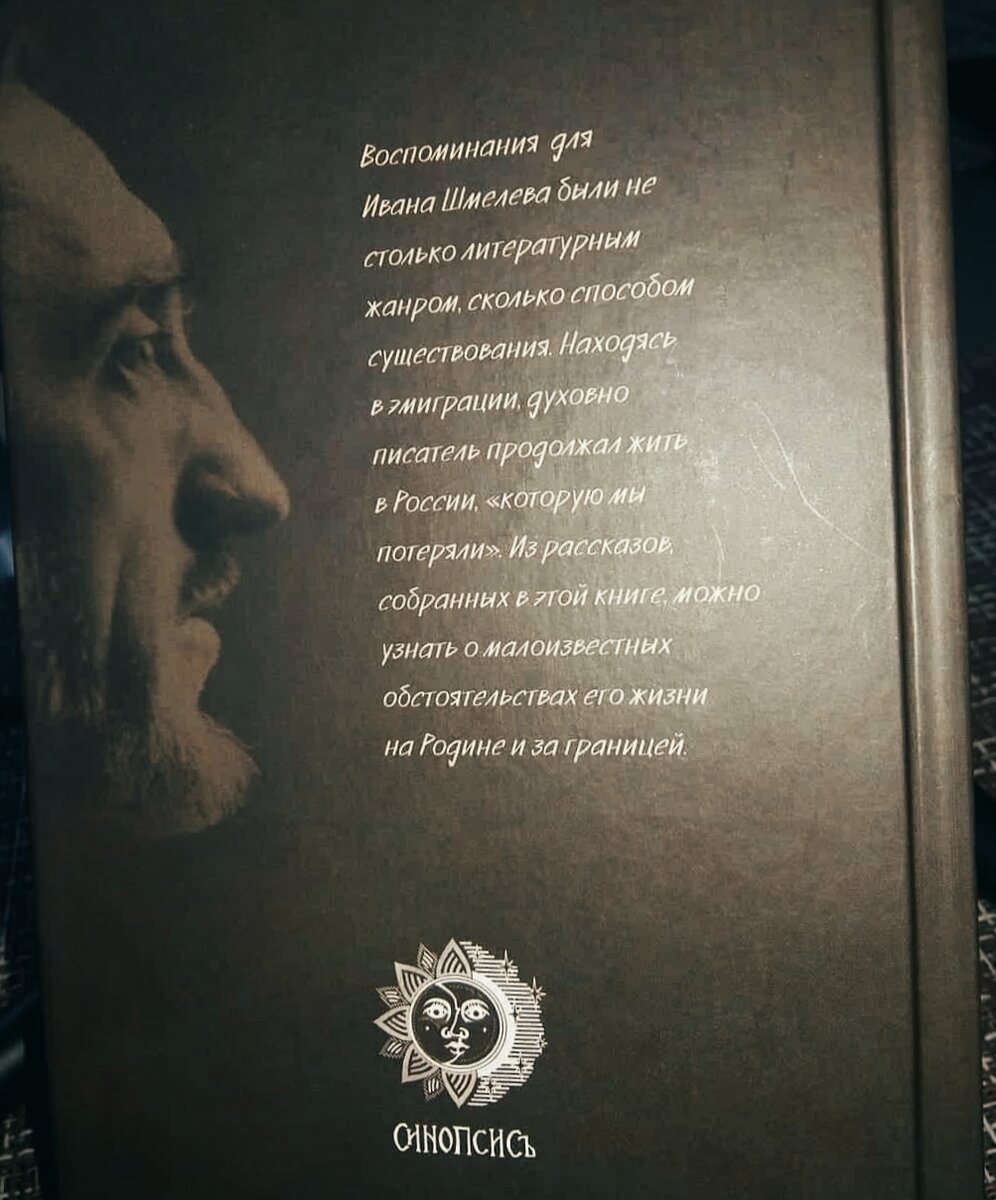 Воспоминания для
Ивана Шмелева были не
столько литературным
жанром, сколько способом
существования. Находясь
в эмиграции, духовно
писатель продолжал жить
в России, «которую мы
потеряли». Из рассказов,
собранных в этой книге, можно
узнать о малоизвестных
обстоятельствах его жизни
на Родине и за границей.
СИНОПСИСЪ